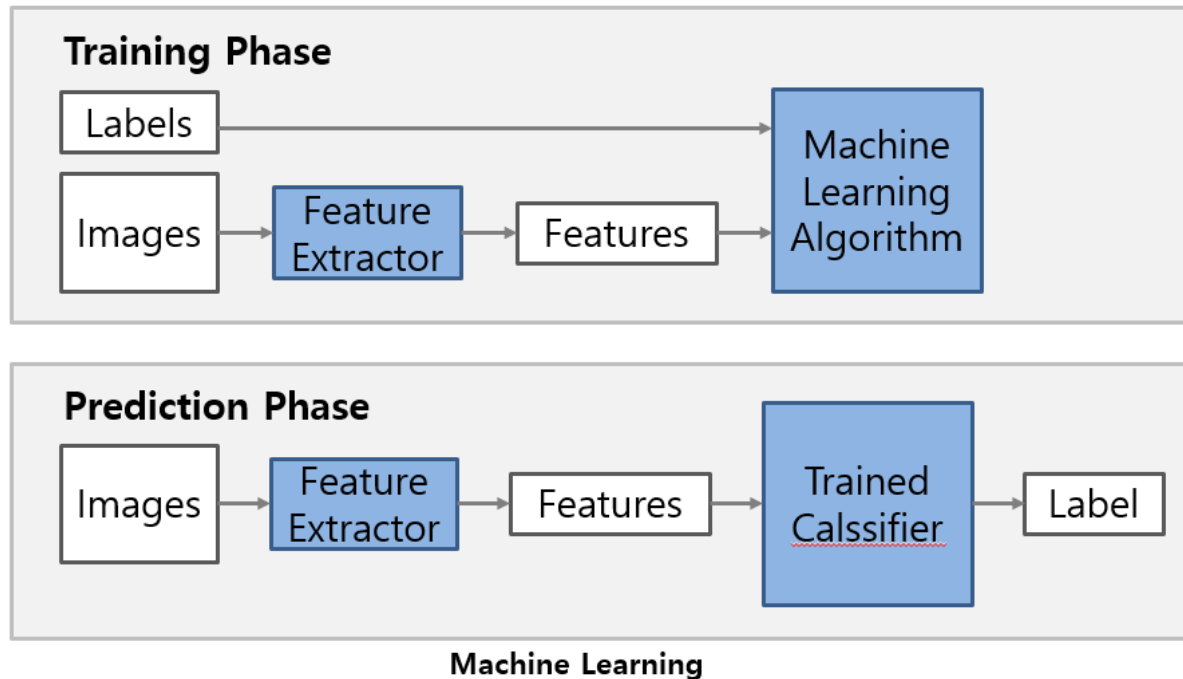 Training Phase
Labels
Images
Feature
Extractor
Features
Machine
Learning
Algorithm
Prediction Phase
Images
Feature
Extractor
Features
Trained
Calssifier
Label
Machine Learning